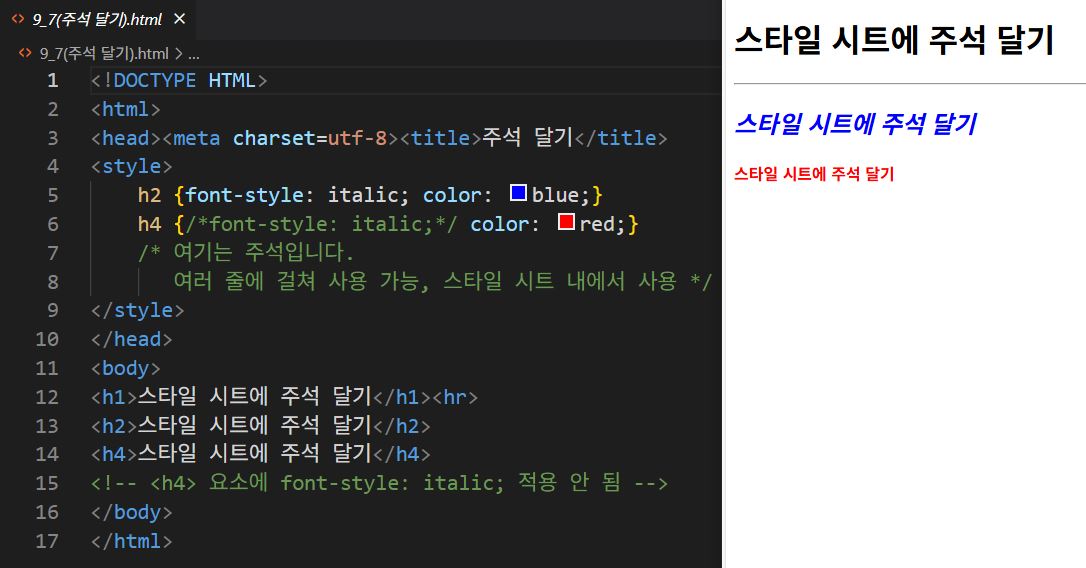 9_7(주석 달기).html ×
9_7(주석 달기).html > ...
1 <!DOCTYPE HTML>
2 <html>
3 <head><meta charset=utf-8><title>주석 달기</title>
4 <style>
5 h2 {font-style: italic; color: blue;}
6 h4 {/*font-style: italic;*/ color: red;}
7 /* 여기는 주석입니다.
8 여러 줄에 걸쳐 사용 가능, 스타일 시트 내에서 사용 */
9 </style>
10 </head>
11 <body>
12 <h1>스타일 시트에 주석 달기</h1><hr>
13 <h2>스타일 시트에 주석 달기</h2>
14 <h4>스타일 시트에 주석 달기</h4>
15 <!-- <h4> 요소에 font-style: italic; 적용 안 됨 -->
16 </body>
17 </html>
스타일 시트에 주석 달기
스타일 시트에 주석 달기
스타일 시트에 주석 달기